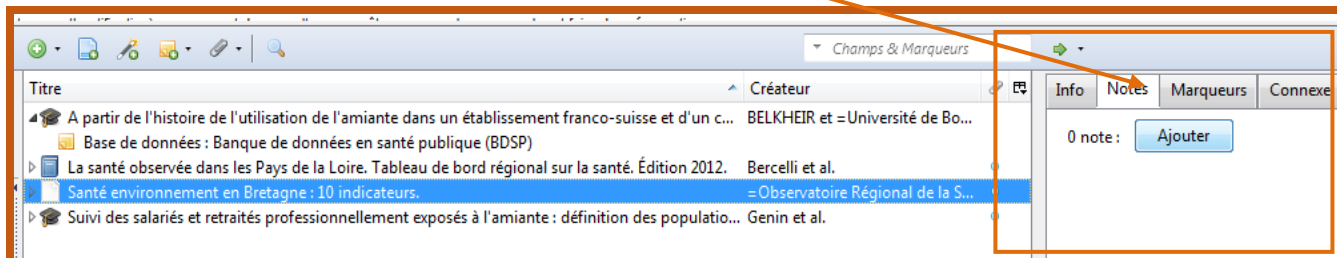 Champs & Marqueurs
Titre Créateur
A partir de l'histoire de l'utilisation de l'amiante dans un établissement franco-suisse et d'un c... BELKHEIR et =Université de Bo...
Base de données : Banque de données en santé publique (BDSP)
La santé observée dans les Pays de la Loire. Tableau de bord régional sur la santé. Édition 2012. Bercelli et al.
Santé environnement en Bretagne : 10 indicateurs. =Observatoire Régional de la S...
Suivi des salariés et retraités professionnellement exposés à l'amiante : définition des populatio... Genin et al.
Info Notes Marqueurs Connexe
0 note : Ajouter